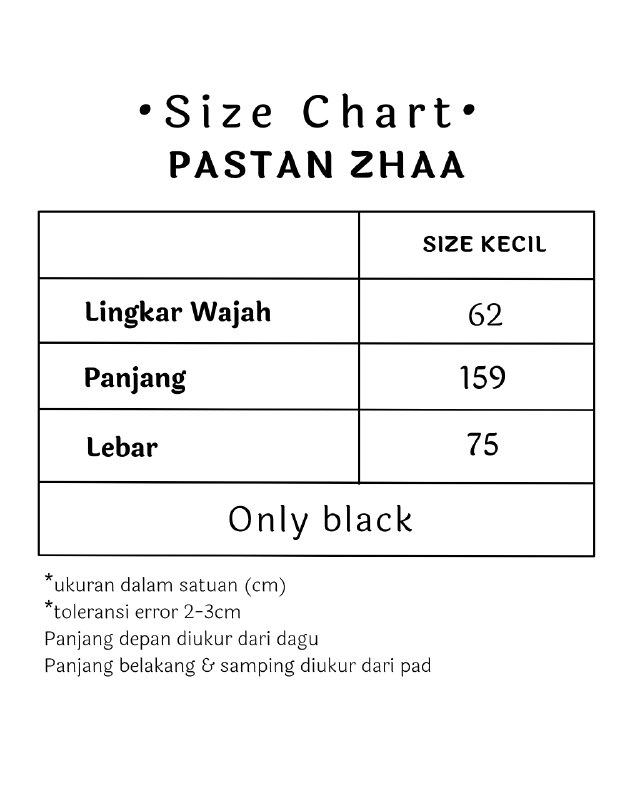 •Size Chart•
PASTAN ZHAA
SIZE KECIL
Lingkar Wajah 62
Panjang 159
Lebar 75
Only black
*ukuran dalam satuan (cm)
*toleransi error 2-3cm
Panjang depan diukur dari dagu
Panjang belakang & samping diukur dari pad